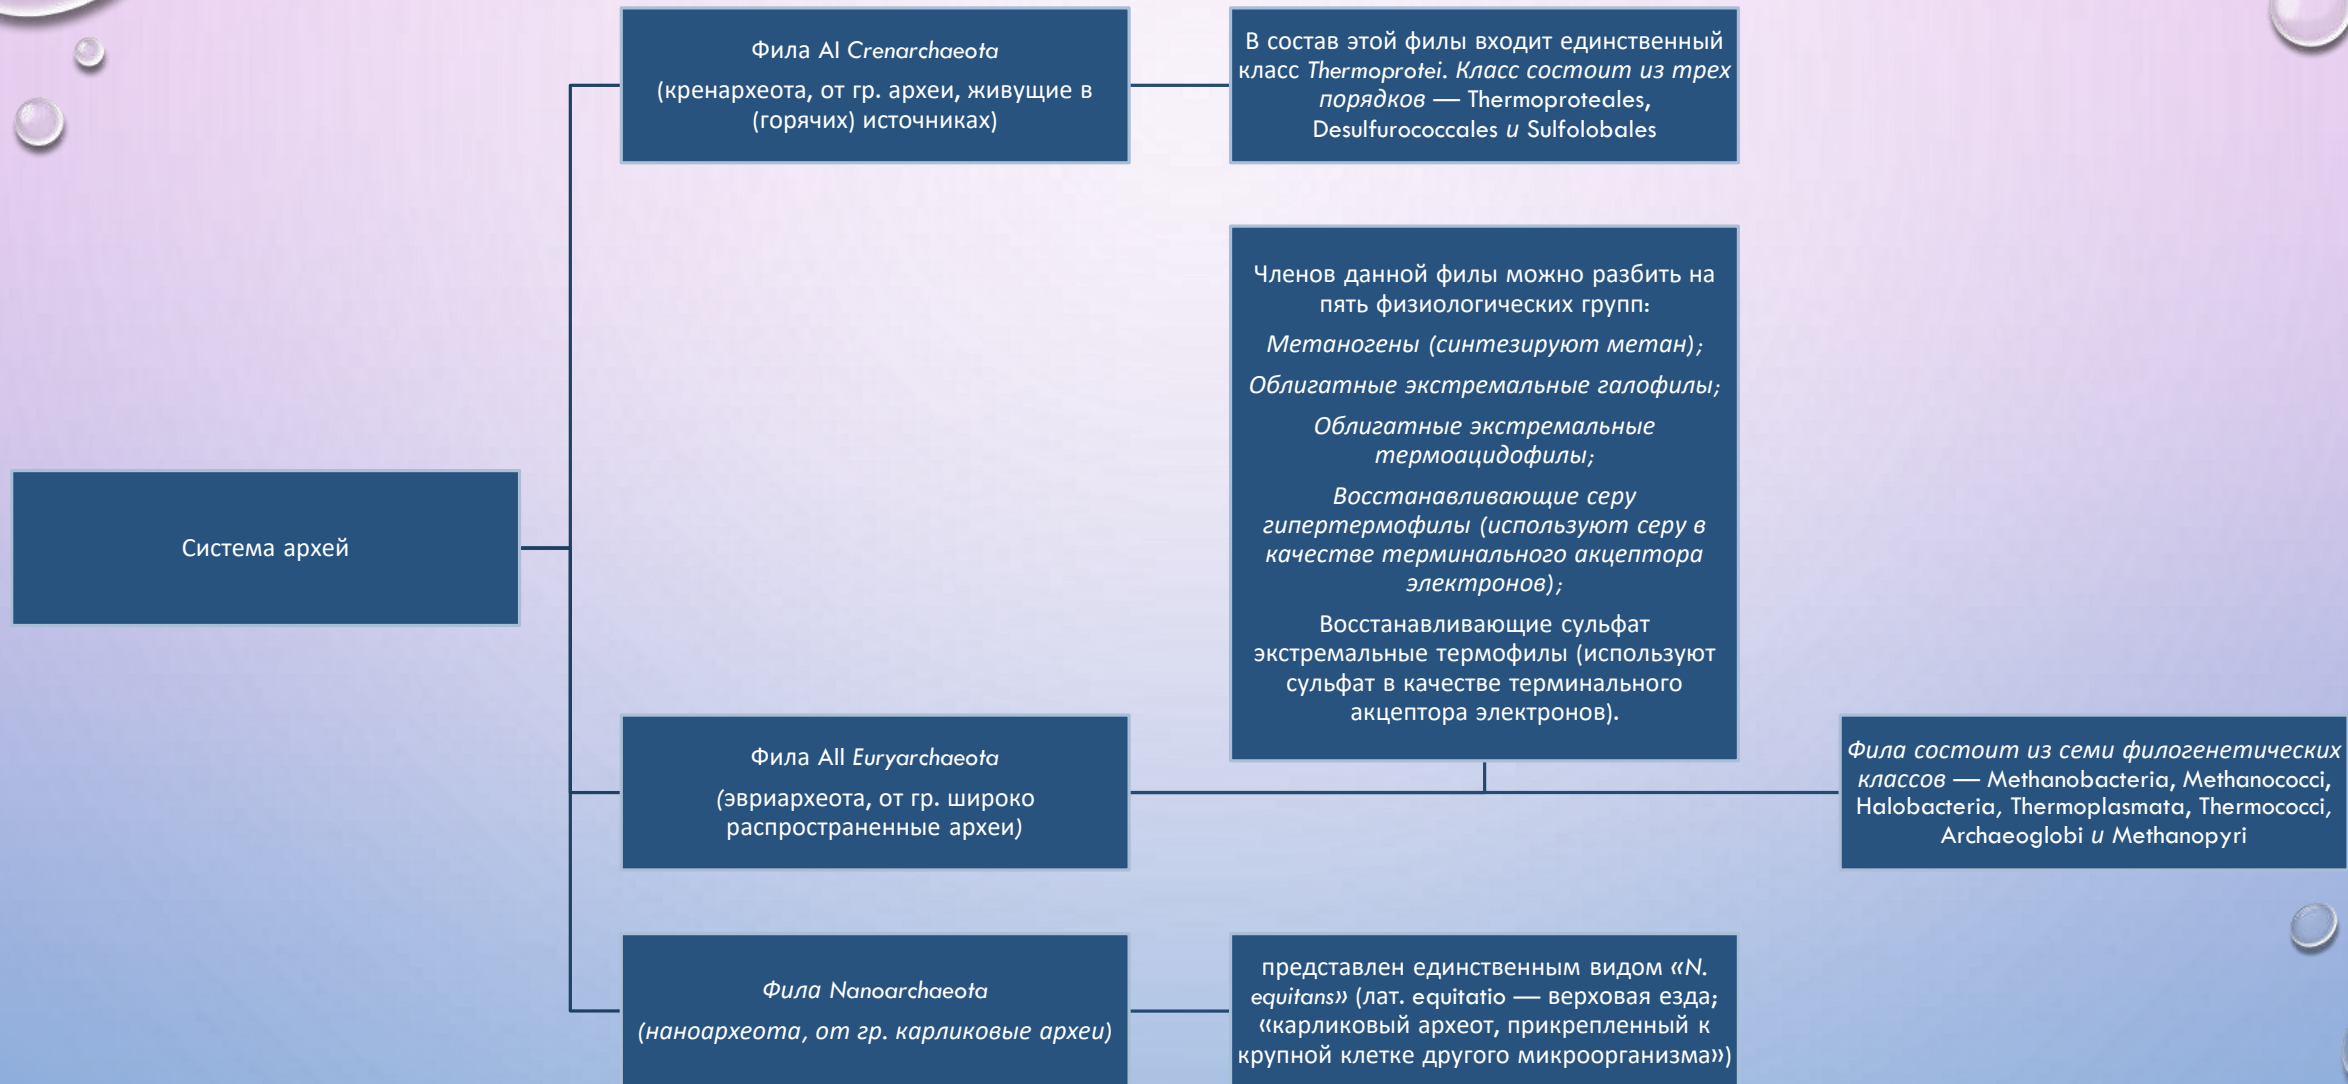 Система архей
Фила AI Crenarchaeota
(кренархеота, от гр. археи, живущие в
(горячих) источниках)
В состав этой филы входит единственный
класс Thermoprotei. Класс состоит из трех
порядков — Thermoproteales,
Desulfurococcales и Sulfolobales
Фила All Euryarchaeota
(эвриархеота, от гр. широко
распространенные археи)
Членов данной филы можно разбить на
пять физиологических групп:
Метаногены (синтезируют метан);
Облигатные экстремальные галофилы;
Облигатные экстремальные
термоацидофилы;
Восстанавливающие серу
гипертермофилы (используют серу в
качестве терминального акцептора
электронов);
Восстанавливающие сульфат
экстремальные термофилы (используют
сульфат в качестве терминального
акцептора электронов).
Фила состоит из семи филогенетических
классов — Methanobacteria, Methanococci,
Halobacteria, Thermoplasmata, Thermococci,
Archaeoglobi и Methanopyri
Фила Nanoarchaeota
(наноархеота, от гр. карликовые археи)
представлен единственным видом «N.
equitans» (лат. equitatio — верховая езда;
«карликовый археот, прикрепленный к
крупной клетке другого микроорганизма»)